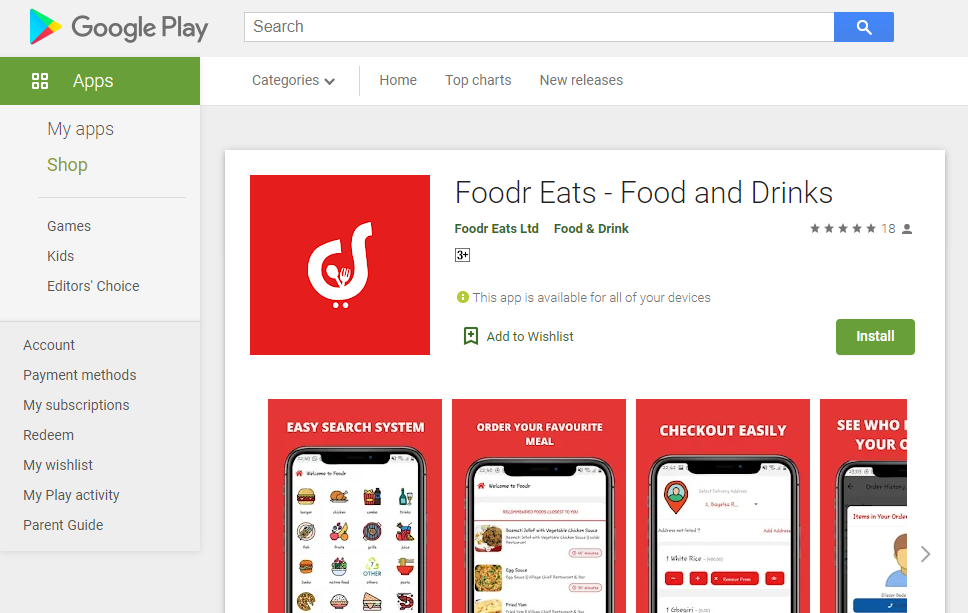 Google Play
Search
Apps
Categories
Home
Top charts
New releases
My apps
Shop
Games
Kids
Editors' Choice
Account
Payment methods
My subscriptions
Redeem
My wishlist
My Play activity
Parent Guide
Foodr Eats - Food and Drinks
Foodr Eats Ltd Food & Drink
18
3+
This app is available for all of your devices
Add to Wishlist
Install
EASY SEARCH SYSTEM
Welcome to Foodr
burger chicken combo drinks
fish fruits grills juice
native food others pasta
OTHER
ORDER YOUR FAVOURITE
MEAL
Welcome to Foodr
RECOMMENDED FOODS CLOSEST TO YOU
Basmati Jollof with Vegetable Chicken Sauce
Egg Sauce
Fried Yam
CHECKOUT EASILY
Select Delivery Address
Address not listed ?
Add Address
1 White Rice -
Remove From
SEE WHO
YOUR O
Order History
Items in Your Order